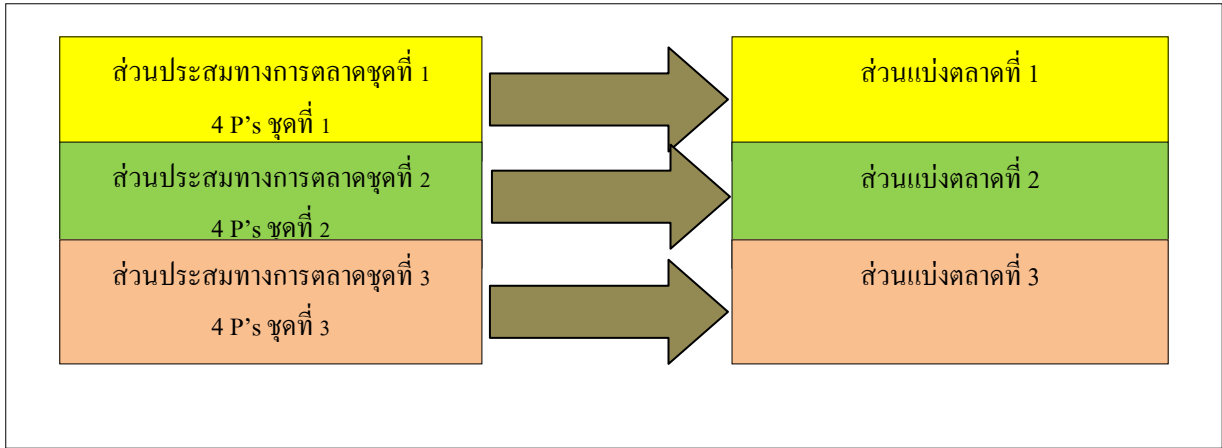 ส่วนประสมทางการตลาดชุดที่ 1
4 P’s ชุดที่ 1
ส่วนแบ่งตลาดที่ 1
ส่วนประสมทางการตลาดชุดที่ 2
4 P’s ชุดที่ 2
ส่วนแบ่งตลาดที่ 2
ส่วนประสมทางการตลาดชุดที่ 3
4 P’s ชุดที่ 3
ส่วนแบ่งตลาดที่ 3